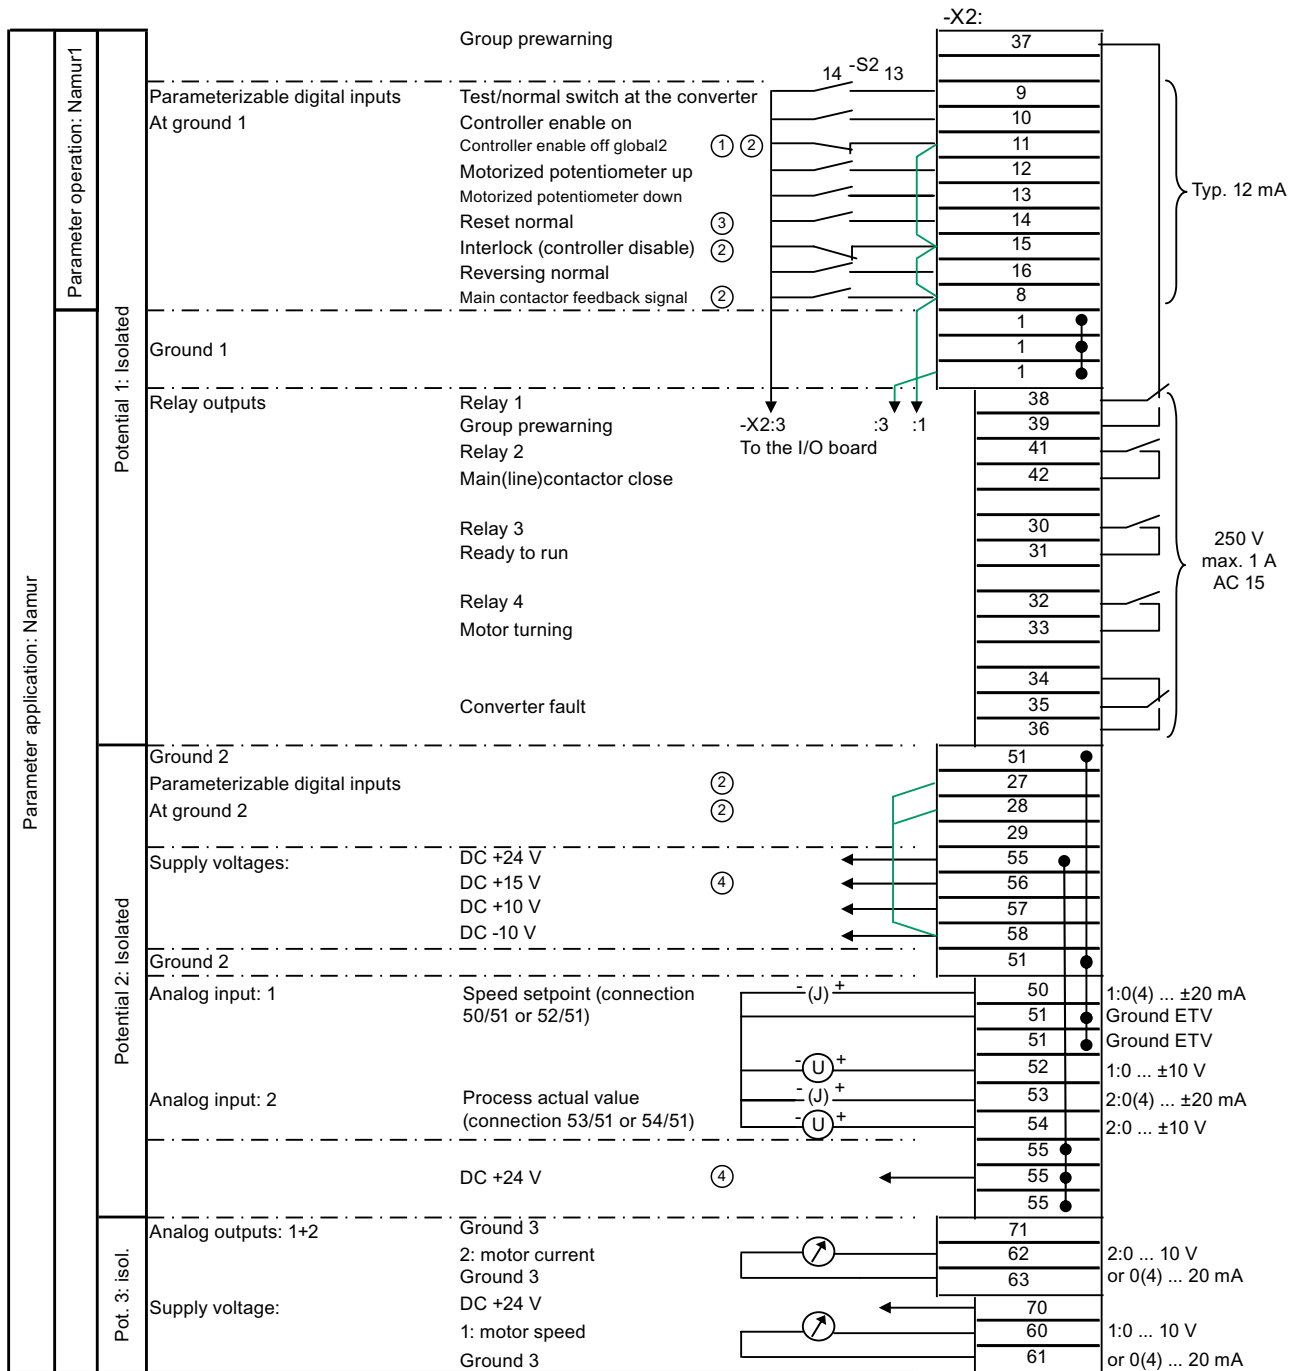 -X2:
Group prewarning 37
14 -S2 13
Parameterizable digital inputs Test/normal switch at the converter 9
At ground 1 Controller enable on 10
Controller enable off global2 1 2 11
Motorized potentiometer up 12
Motorized potentiometer down 13
Typ. 12 mA
Reset normal 3 14
Interlock (controller disable) 2 15
Reversing normal 16
Main contactor feedback signal 2 8
1
Ground 1 1
1
Relay outputs Relay 1 38
Group prewarning -X2:3 :3 :1 39
Relay 2 To the I/O board 41
Main(line)contactor close 42
Relay 3 30
Ready to run 31
250 V
max. 1 A
AC 15
Relay 4 32
Motor turning 33
34
Converter fault 35
36
Ground 2 51
Parameterizable digital inputs 2 27
At ground 2 2 28
29
Supply voltages: DC +24 V 55
DC +15 V 4 56
DC +10 V 57
DC -10 V 58
Ground 2 51
Analog input: 1 Speed setpoint (connection - (J) + 50 1:0(4) ... ±20 mA
50/51 or 52/51) 51 Ground ETV
51 Ground ETV
- U + 52 1:0 ... ±10 V
Analog input: 2 Process actual value - (J) + 53 2:0(4) ... ±20 mA
(connection 53/51 or 54/51) - U + 54 2:0 ... ±10 V
55
DC +24 V 4 55
55
Analog outputs: 1+2 Ground 3 71
2: motor current 62 2:0 ... 10 V
Ground 3 63 or 0(4) ... 20 mA
Supply voltage: DC +24 V 70
1: motor speed 60 1:0 ... 10 V
Ground 3 61 or 0(4) ... 20 mA
Parameter application: Namur
Parameter operation: Namur1
Potential 1: Isolated
Potential 2: Isolated
Pot. 3: isol.